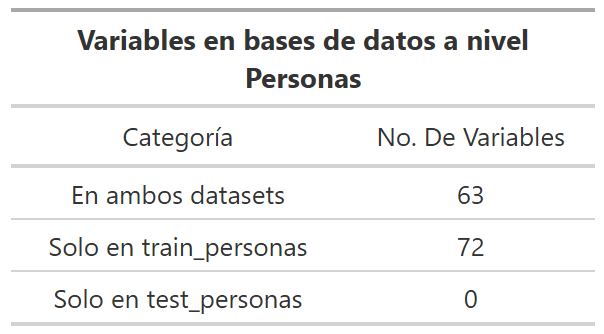 Variables en bases de datos a nivel
Personas
Categoría No. De Variables
En ambos datasets 63
Solo en train_personas 72
Solo en test_personas 0